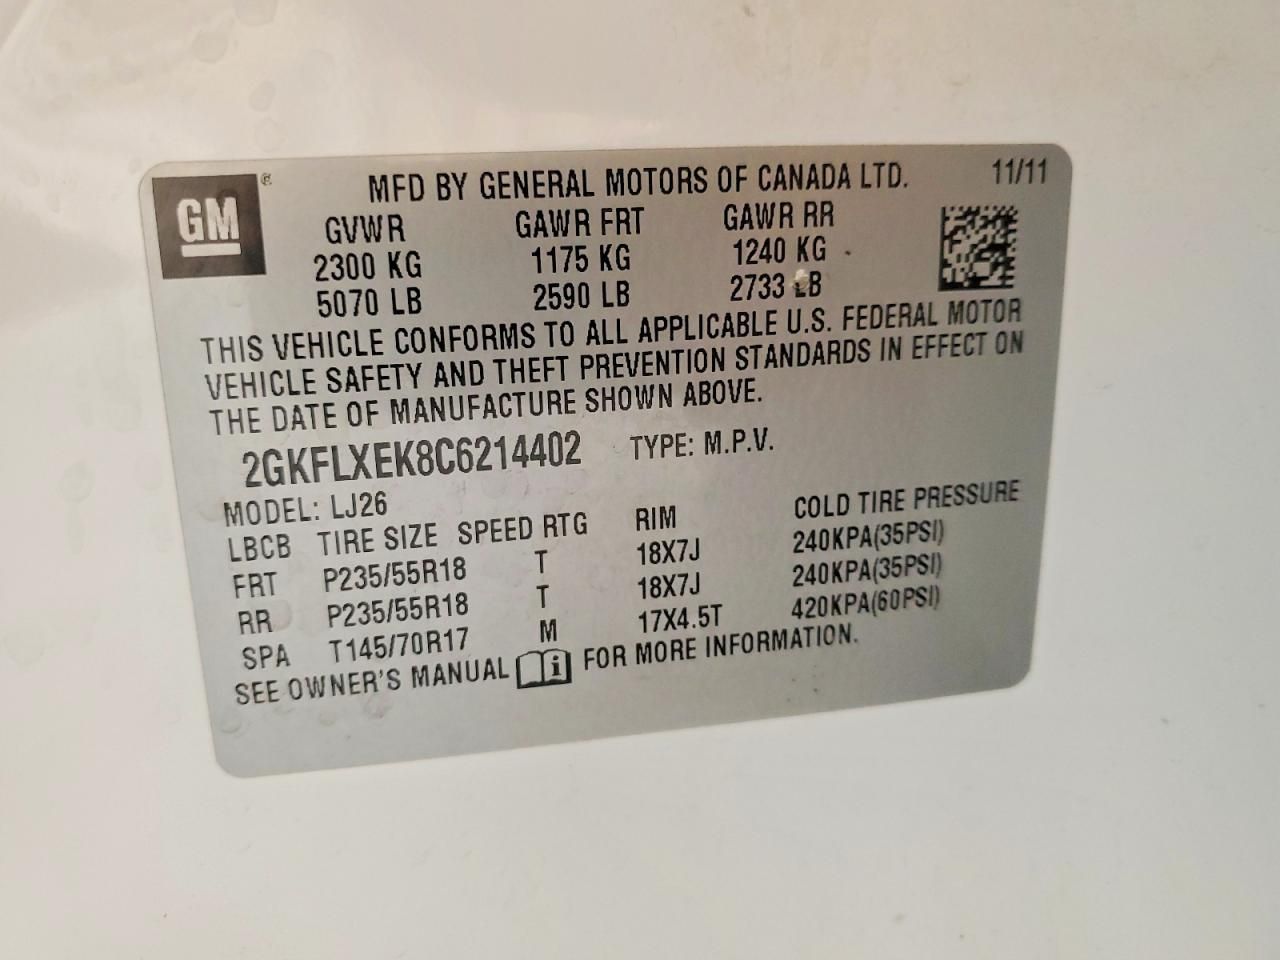 GM ® MFD BY GENERAL MOTORS OF CANADA LTD. 11/11
GVWR GAWR FRT GAWR RR
2300 KG 1175 KG 1240 KG
5070 LB 2590 LB 2733 LB
THIS VEHICLE CONFORMS TO ALL APPLICABLE U.S. FEDERAL MOTOR
VEHICLE SAFETY AND THEFT PREVENTION STANDARDS IN EFFECT ON
THE DATE OF MANUFACTURE SHOWN ABOVE.
2GKFLXEK8C6214402 TYPE: M.P.V.
MODEL: LJ26
LBCB TIRE SIZE SPEED RTG RIM COLD TIRE PRESSURE
FRT P235/55R18 T 18X7J 240KPA(35PSI)
RR P235/55R18 T 18X7J 240KPA(35PSI)
SPA T145/70R17 M 17X4.5T 420KPA(60PSI)
SEE OWNER'S MANUAL i FOR MORE INFORMATION.